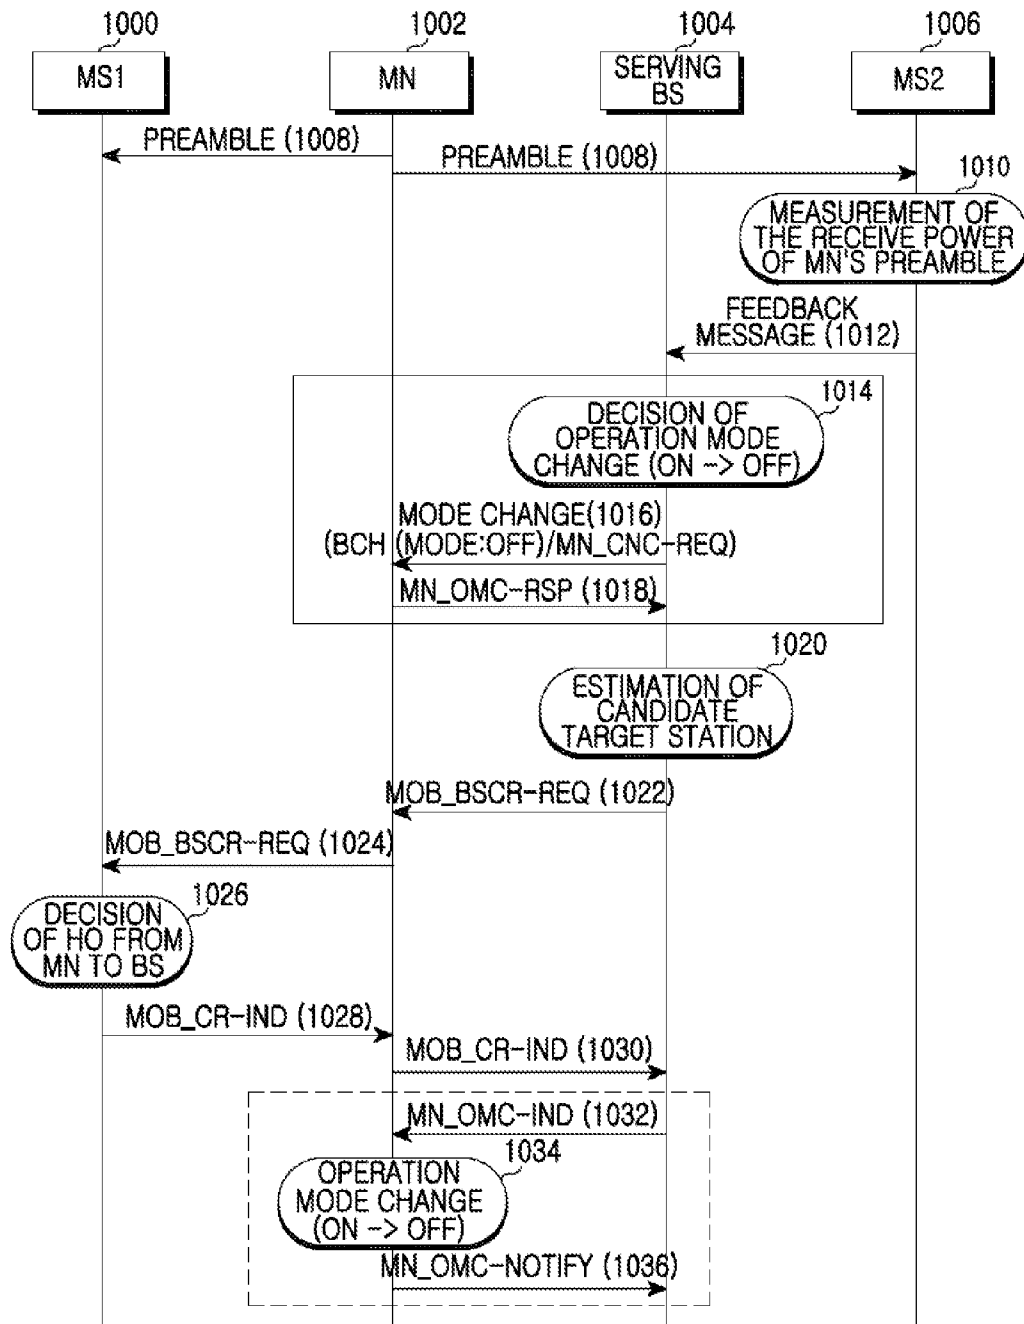 1000
1002
1004
1006
MS1
MN
SERVING
BS
MS2
PREAMBLE (1008)
PREAMBLE (1008)
1010
MEASUREMENT OF
THE RECEIVE POWER
OF MN'S PREAMBLE
FEEDBACK
MESSAGE (1012)
1014
DECISION OF
OPERATION MODE
CHANGE (ON -> OFF)
MODE CHANGE(1016)
(BCH (MODE:OFF)/MN_CNC-REQ)
MN_OMC-RSP (1018)
1020
ESTIMATION OF
CANDIDATE
TARGET STATION
MOB_BSCR-REQ (1022)
MOB_BSCR-REQ (1024)
1026
DECISION
OF HO FROM
MN TO BS
MOB_CR-IND (1028)
MOB_CR-IND (1030)
MN_OMC-IND (1032)
1034
OPERATION
MODE CHANGE
(ON -> OFF)
MN_OMC-NOTIFY (1036)